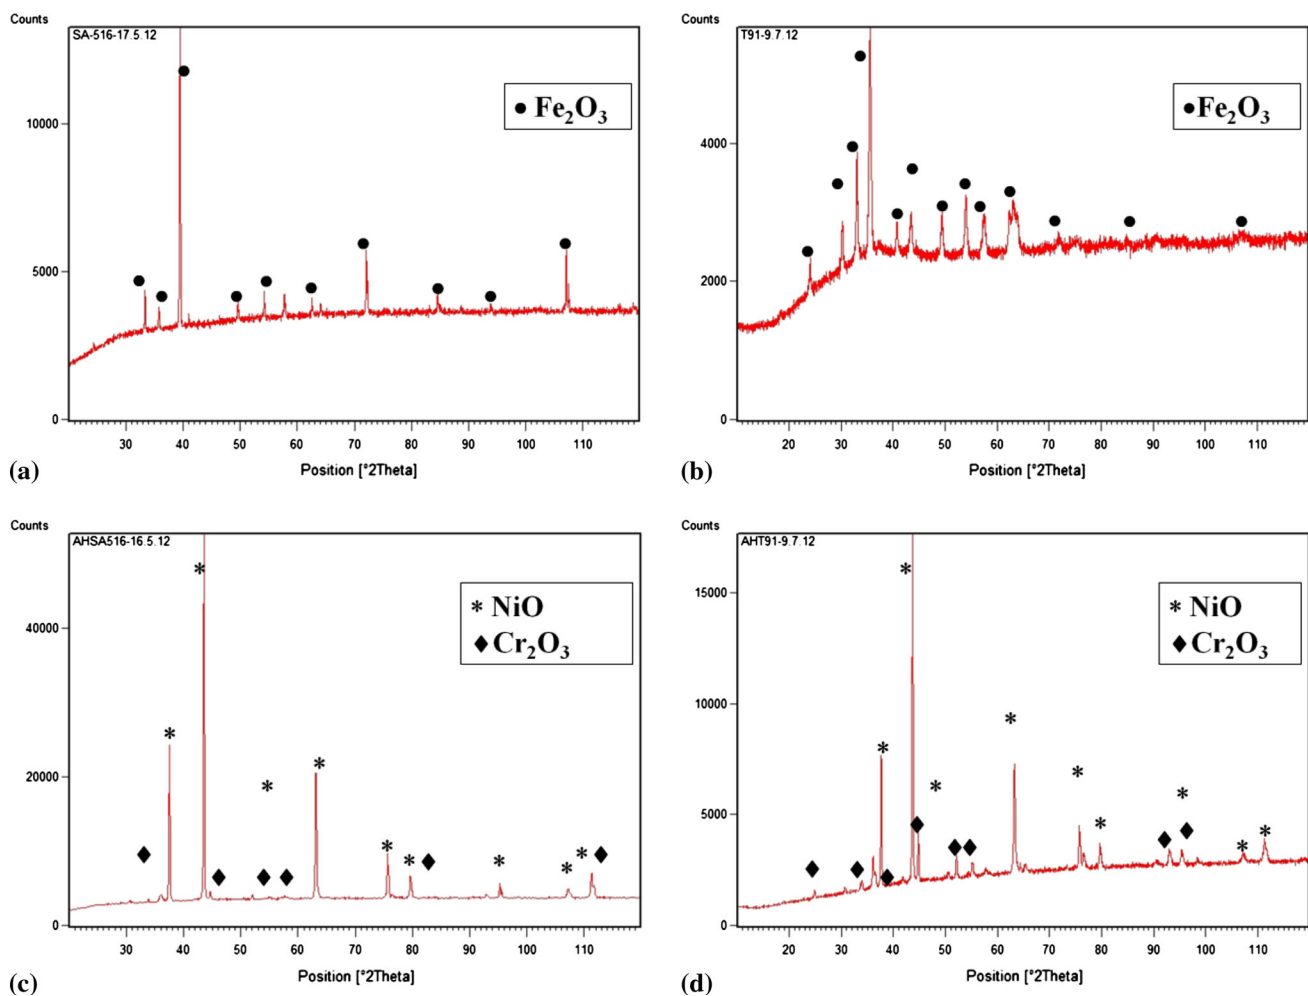 Counts
SA-516-17.5.12
● Fe₂O₃
10000
5000
0
30 40 50 60 70 80 90 100 110
Position [°2Theta]
(a)
Counts
T91-9.7.12
● Fe₂O₃
4000
2000
0
20 30 40 50 60 70 80 90 100 110
Position [°2Theta]
(b)
Counts
AHSA516-16.5.12
* NiO
◆ Cr₂O₃
40000
20000
0
30 40 50 60 70 80 90 100 110
Position [°2Theta]
(c)
Counts
AHT91-9.7.12
* NiO
◆ Cr₂O₃
15000
10000
5000
0
20 30 40 50 60 70 80 90 100 110
Position [°2Theta]
(d)